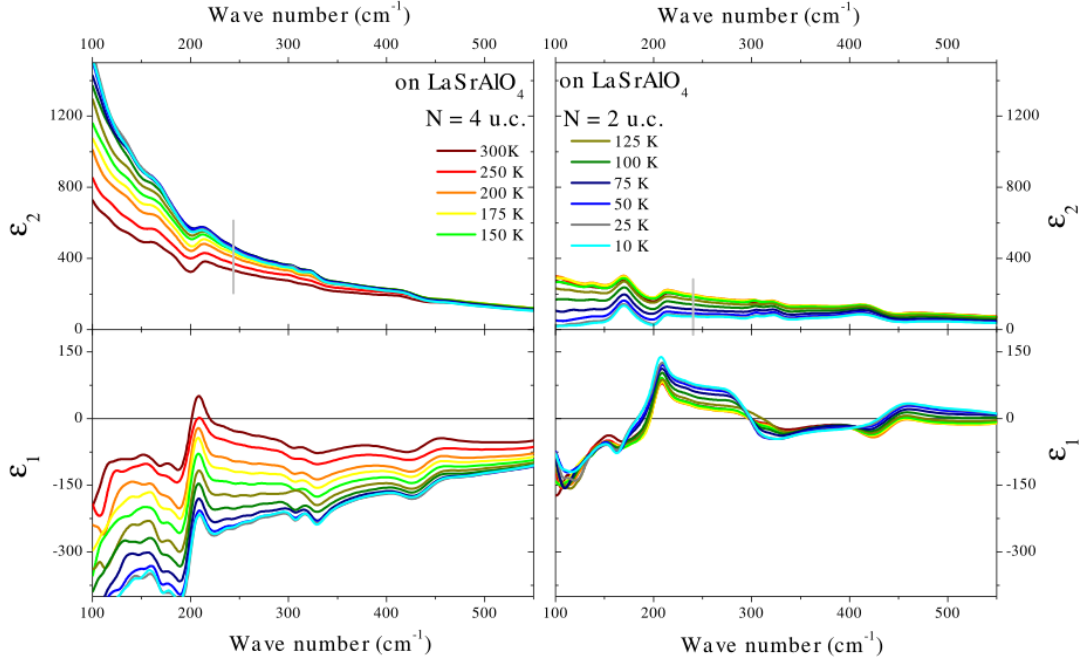 Wave number (cm⁻¹) Wave number (cm⁻¹)
100 200 300 400 500 100 200 300 400 500
on LaSrAlO₄
N = 4 u.c.
300K
250 K
200 K
175 K
150 K
1200
800
400
0
ε₂
on LaSrAlO₄
N = 2 u.c.
125 K
100 K
75 K
50 K
25 K
10 K
1200
800
400
0
ε₂
150
0
-150
-300
ε₁
150
0
-150
-300
ε₁
100 200 300 400 500 100 200 300 400 500
Wave number (cm⁻¹) Wave number (cm⁻¹)